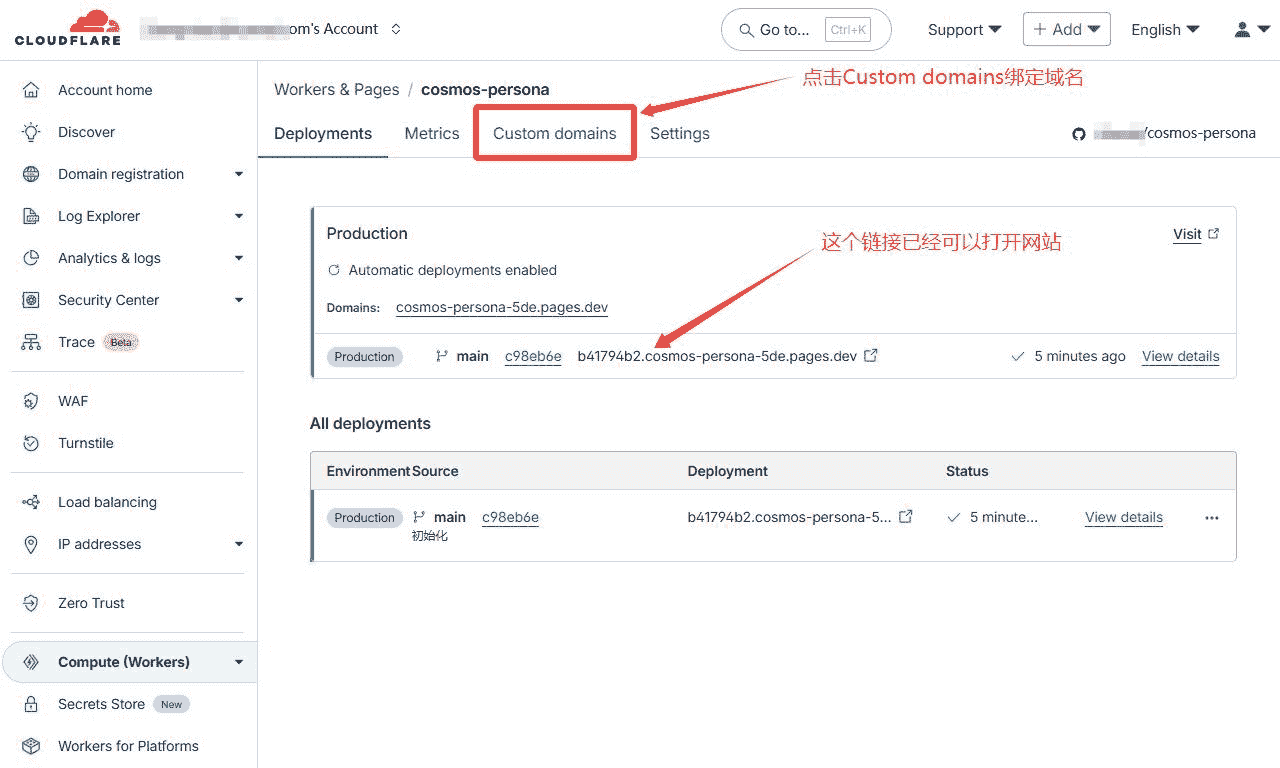 CLOUDFLARE
om's Account
Go to... Ctrl+K
Support
+ Add
English
Account home
Discover
Domain registration
Log Explorer
Analytics & logs
Security Center
Trace Beta
WAF
Turnstile
Load balancing
IP addresses
Zero Trust
Compute (Workers)
Secrets Store New
Workers for Platforms
Workers & Pages / cosmos-persona
点击Custom domains绑定域名
Deployments Metrics Custom domains Settings
/cosmos-persona
Production
Visit
这个链接已经可以打开网站
Automatic deployments enabled
Domains: cosmos-persona-5de.pages.dev
Production main c98eb6e b41794b2.cosmos-persona-5de.pages.dev 5 minutes ago View details
All deployments
Environment Source Deployment Status
Production main c98eb6e b41794b2.cosmos-persona-5... 5 minute... View details ...
初始化